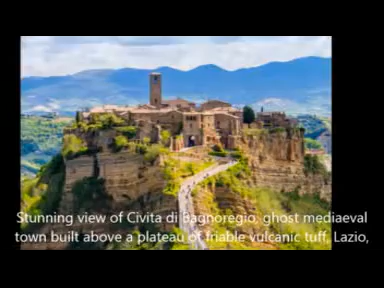 Stunning view of Civita di Bagnoregio, ghost mediaeval
town built above a plateau of friable vulcanic tuff, Lazio,